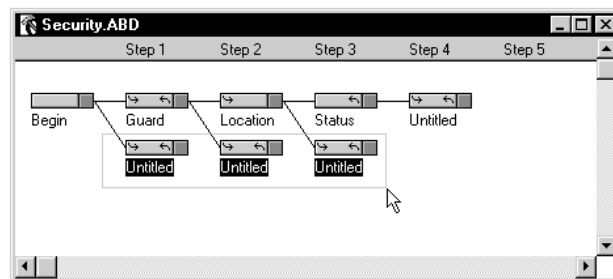 Security.ABD
Step 1 Step 2 Step 3 Step 4 Step 5
Begin Guard Location Status Untitled
Untitled Untitled Untitled